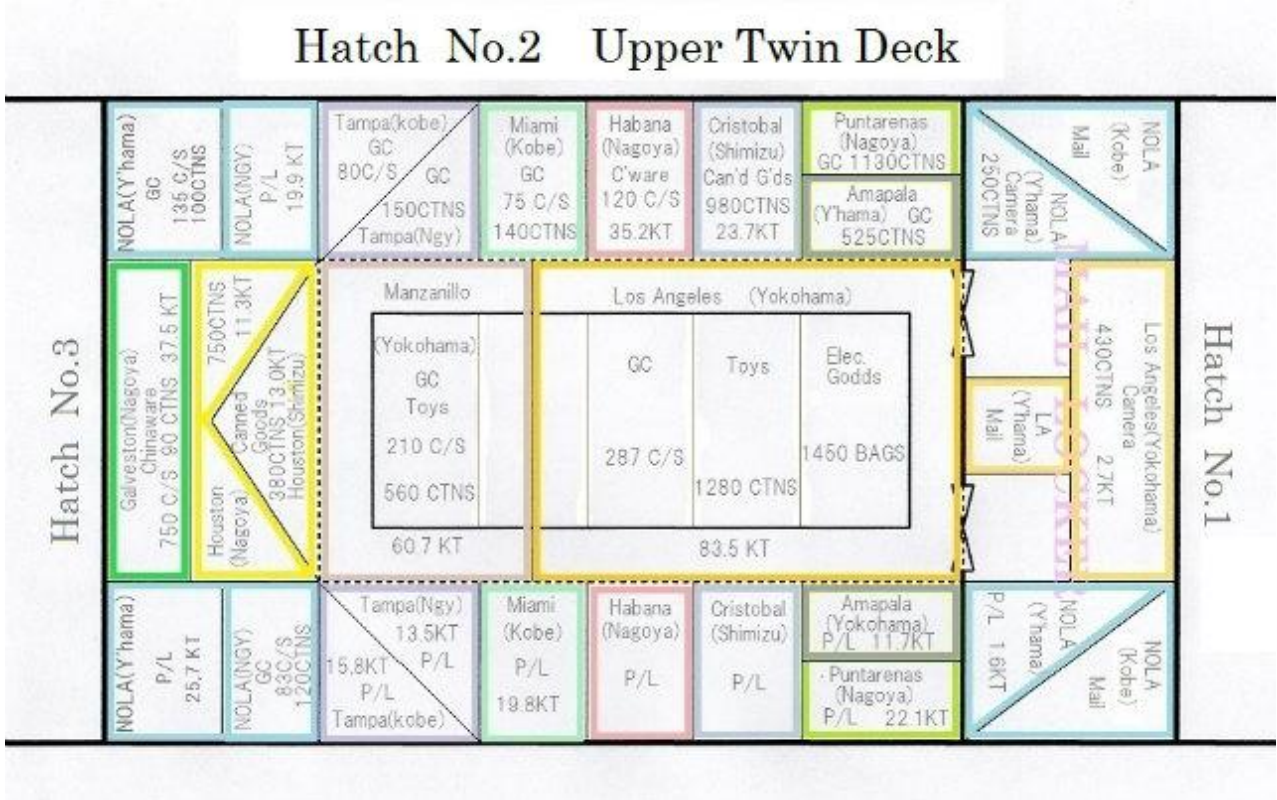 Hatch No.2 Upper Twin Deck
NOLA(Y'hama)
GC
135 C/S
100CTNS
NOLA(NGY)
P/L
19.9 KT
Tampa(kobe)
GC
80C/S
GC
150CTNS
Tampa(Ngy)
Miami
(Kobe)
GC
75 C/S
140CTNS
Habana
(Nagoya)
C'ware
120 C/S
35.2KT
Cristobal
(Shimizu)
Can'd G'ds
980CTNS
23.7KT
Puntarenas
(Nagoya)
GC 1130CTNS
Amapala
(Y'hama) GC
525CTNS
NOLA
(Kobe)
Mail
NOLA
(Y'hama)
Camera
250CTNS
Hatch No.3
Galveston(Nagoya)
Chinaware
750 C/S 90 CTNS 37.5 KT
750CTNS
11.3KT
Houston
(Nagoya)
Canned
Goods
380CTNS 13.0KT
Houston(Shimizu)
Manzanillo
(Yokohama)
GC
Toys
210 C/S
560 CTNS
60.7 KT
Los Angeles (Yokohama)
GC
287 C/S
Toys
1280 CTNS
Elec.
Godds
1450 BAGS
83.5 KT
MAIL LOCKER
LA
(Y'hama)
Mail
Los Angeles(Yokohama)
Camera
430CTNS 2.7KT
Hatch No.1
NOLA(Y'hama)
P/L
25.7 KT
NOLA(NGY)
GC
83C/S
120CTNS
Tampa(Ngy)
13.5KT
P/L
15.8KT
P/L
Tampa(kobe)
Miami
(Kobe)
P/L
19.8KT
Habana
(Nagoya)
P/L
Cristobal
(Shimizu)
P/L
Amapala
(Yokohama)
P/L 11.7KT
Puntarenas
(Nagoya)
P/L 22.1KT
NOLA
(Y'hama)
P/L 1.6KT
NOLA
(Kobe)
Mail